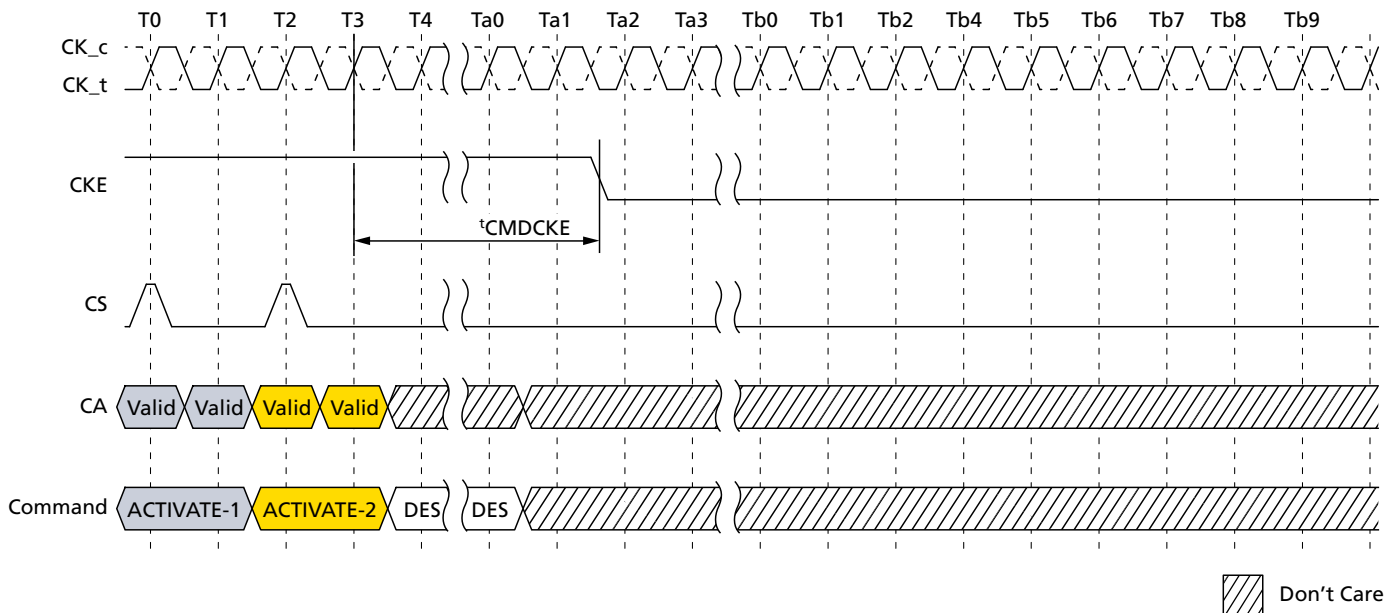 T0 T1 T2 T3 T4 Ta0 Ta1 Ta2 Ta3 Tb0 Tb1 Tb2 Tb4 Tb5 Tb6 Tb7 Tb8 Tb9
CK_c
CK_t
CKE
tCMDCKE
CS
CA Valid Valid Valid Valid
Command ACTIVATE-1 ACTIVATE-2 DES DES
Don't Care